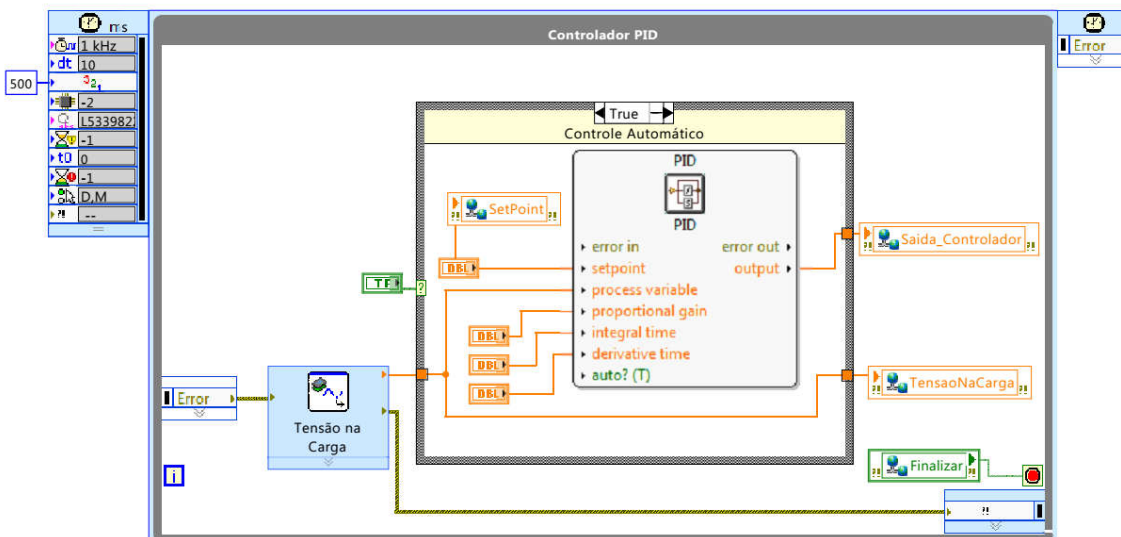 ms
1 kHz
dt 10
500
-2
L533982
-1
t0 0
-1
D,M
?! --
Controlador PID
Error
True
Controle Automático
PID
PID
SetPoint
?!
?!
error in
error out
DBL
setpoint
output
TF
?
process variable
proportional gain
DBL
integral time
DBL
derivative time
DBL
auto? (T)
Saida_Controlador
?!
?!
TensaoNaCarga
?!
?!
Error
Tensão na
Carga
i
Finalizar
?!
?!
?!